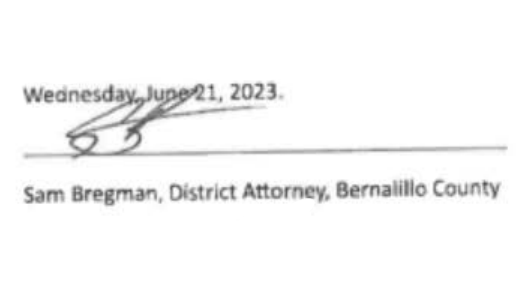 Wednesday, June 21, 2023.
Sam Bregman, District Attorney, Bernalillo County